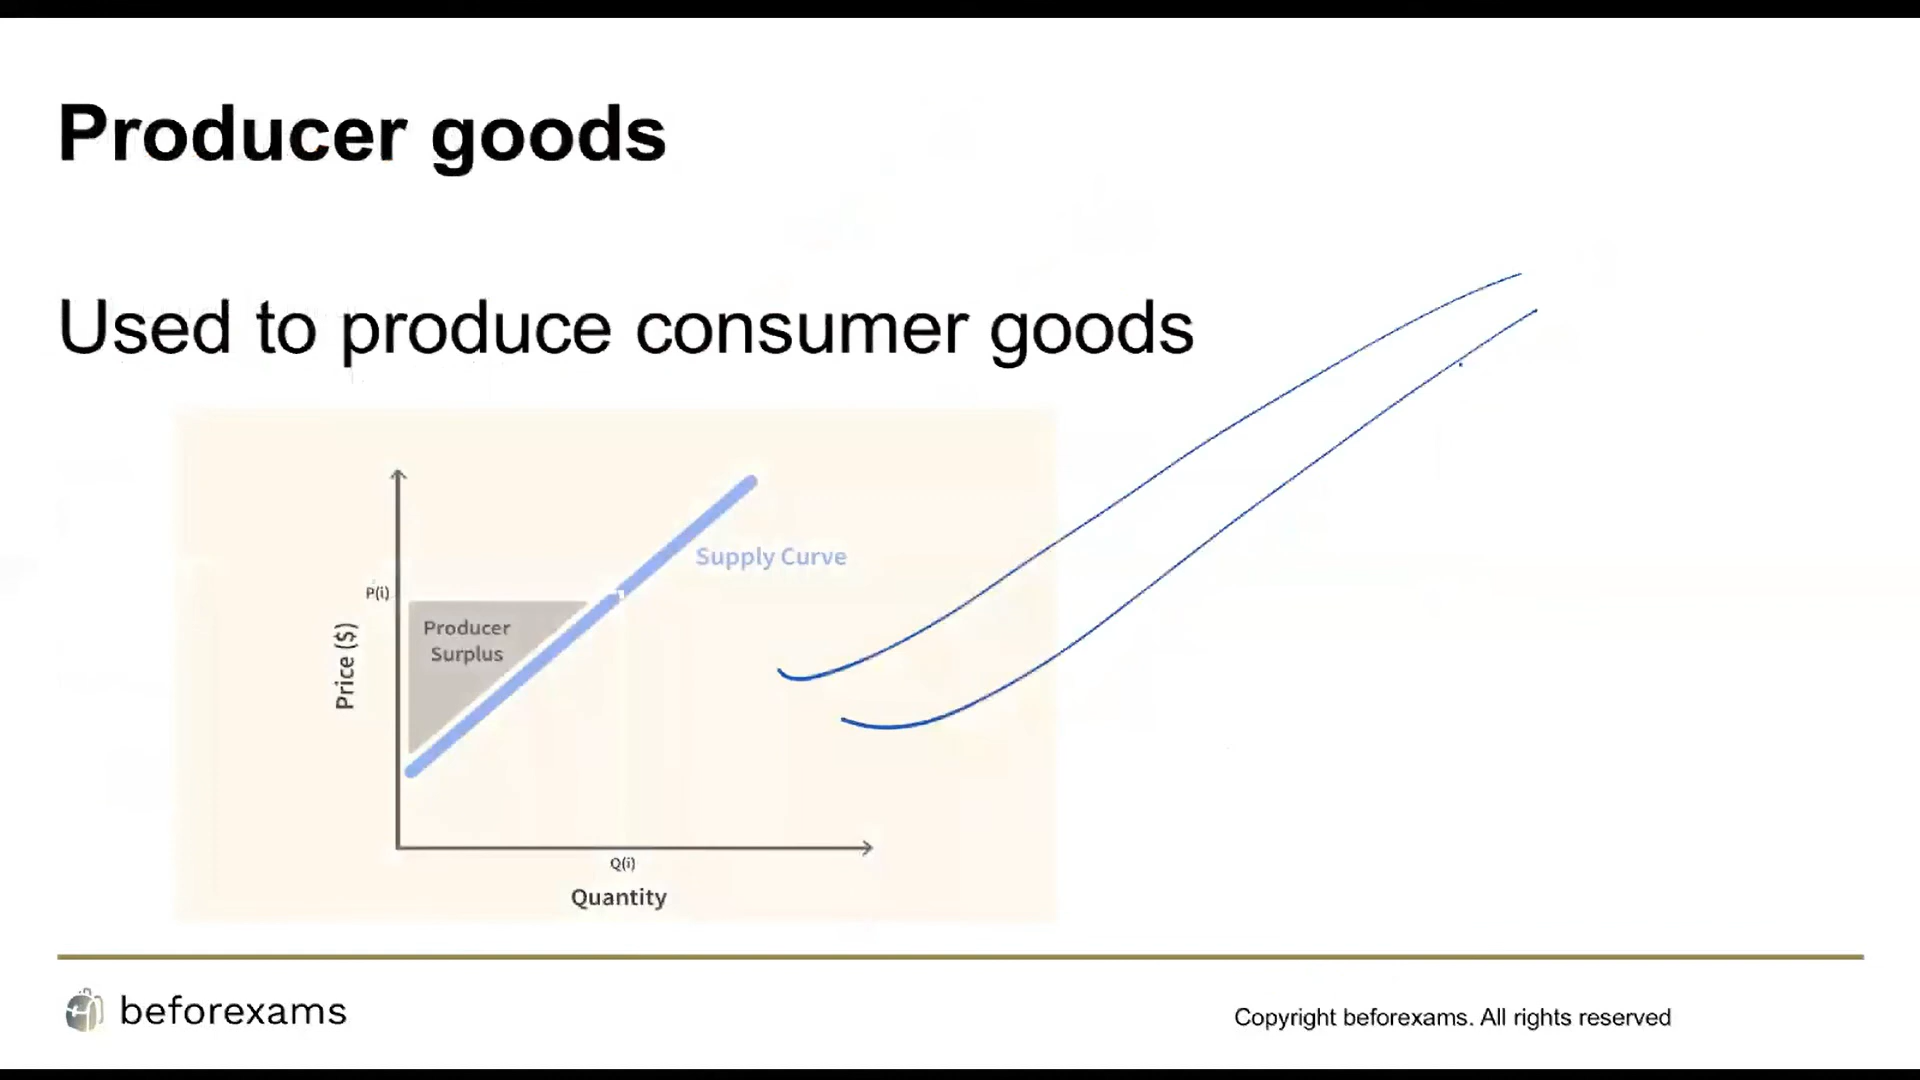 Producer goods
Used to produce consumer goods
Supply Curve
P(i)
Producer
Surplus
Price ($)
Q(i)
Quantity
beforexams
Copyright beforexams. All rights reserved